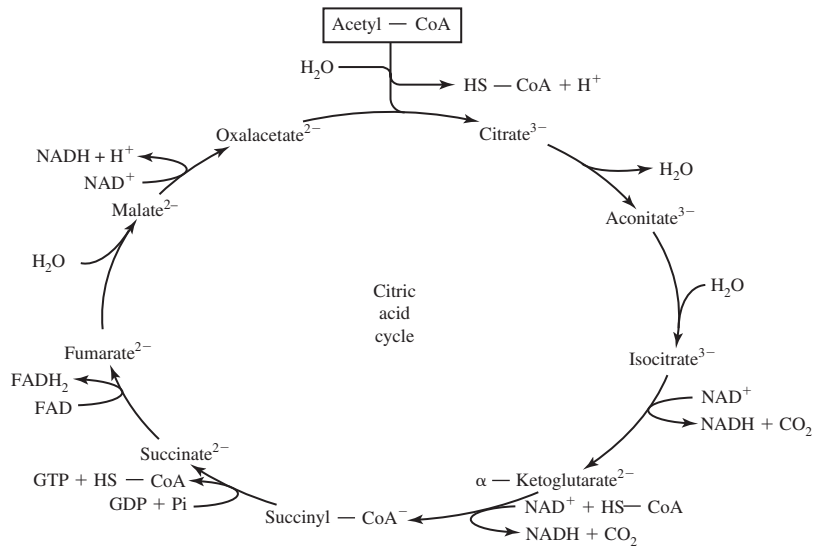 Acetyl — CoA
H₂O
HS — CoA + H⁺
Oxalacetate²⁻
Citrate³⁻
NADH + H⁺
H₂O
NAD⁺
Malate²⁻
Aconitate³⁻
H₂O
H₂O
Citric
acid
cycle
Fumarate²⁻
Isocitrate³⁻
FADH₂
FAD
NAD⁺
NADH + CO₂
Succinate²⁻
GTP + HS — CoA
α — Ketoglutarate²⁻
GDP + Pi
NAD⁺ + HS— CoA
Succinyl — CoA⁻
NADH + CO₂